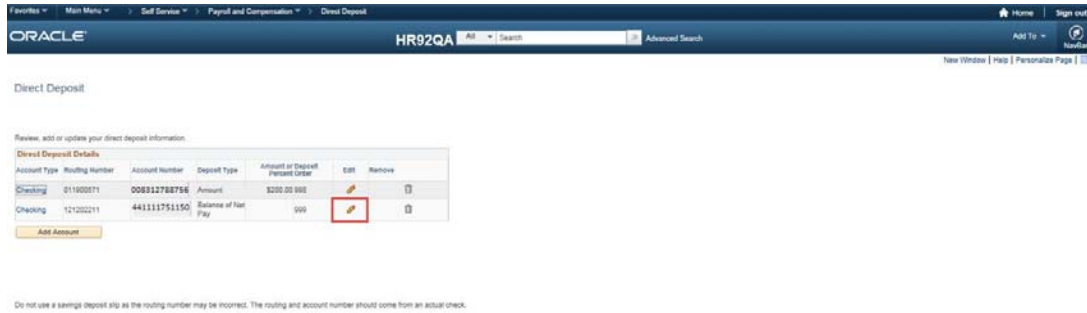 Favorites Main Menu > Self Service > Payroll and Compensation > Direct Deposit Home Sign out
ORACLE HR92QA All Search Advanced Search Add To NavBar
New Window | Help | Personalize Page
Direct Deposit
Review, add or update your direct deposit information.
Direct Deposit Details
Account Type Routing Number Account Number Deposit Type Amount or Deposit Percent Order Edit Remove
Checking 008312788756 Amount $200.00
Checking 121202211 441111751150 Balance of Net Pay 999
Add Account
Do not use a savings deposit slip as the routing number may be incorrect. The routing and account number should come from an actual check.